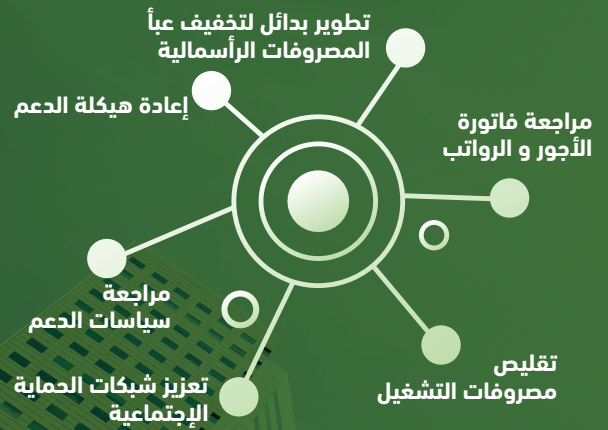 تطوير بدائل لتخفيف عبأ
المصروفات الرأسمالية
إعادة هيكلة الدعم
مراجعة فاتورة
الأجور و الرواتب
مراجعة
سياسات الدعم
تقليص
مصروفات التشغيل
تعزيز شبكات الحماية
الإجتماعية